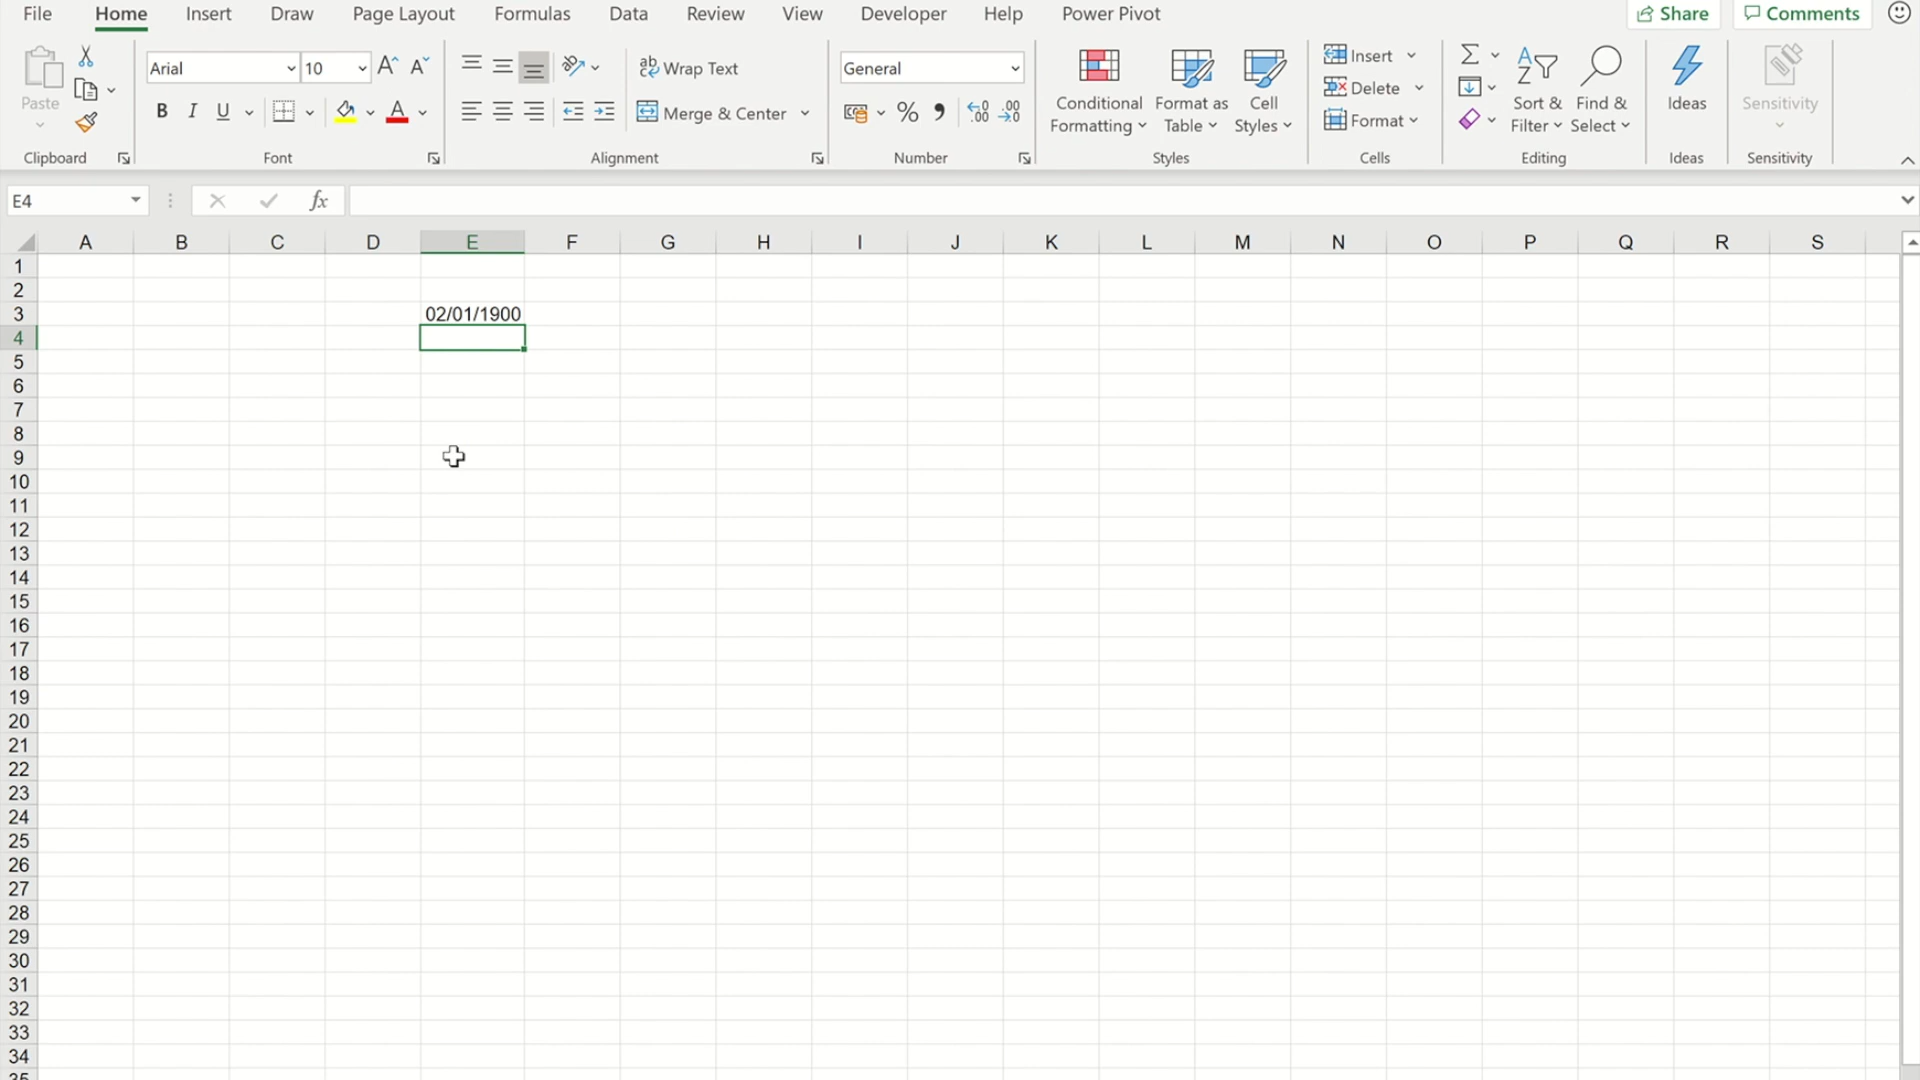 File Home Insert Draw Page Layout Formulas Data Review View Developer Help Power Pivot Share Comments
Paste
Clipboard
Arial 10 A A
B I U A
Font
ab Wrap Text
Merge & Center
Alignment
General
% , .00 .00
Number
Conditional Formatting
Format as Table
Cell Styles
Styles
Insert
Delete
Format
Cells
Σ
Sort & Filter
Find & Select
Editing
Ideas
Ideas
Sensitivity
Sensitivity
E4 fx
A B C D E F G H I J K L M N O P Q R S
1
2
3 02/01/1900
4
5
6
7
8
9
10
11
12
13
14
15
16
17
18
19
20
21
22
23
24
25
26
27
28
29
30
31
32
33
34
35